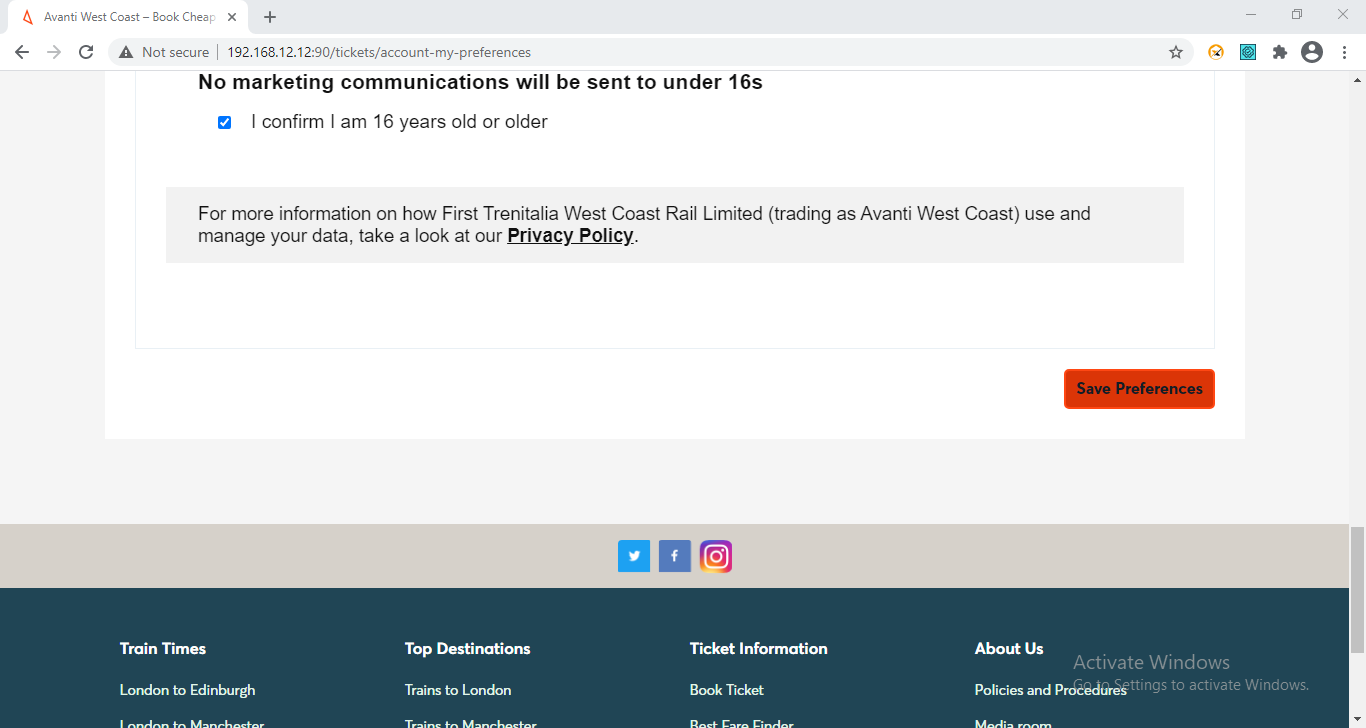 Avanti West Coast – Book Cheap
Not secure
192.168.12.12:90/tickets/account-my-preferences
No marketing communications will be sent to under 16s
I confirm I am 16 years old or older
For more information on how First Trenitalia West Coast Rail Limited (trading as Avanti West Coast) use and
manage your data, take a look at our Privacy Policy.
Save Preferences
Train Times
London to Edinburgh
London to Manchester
Top Destinations
Trains to London
Trains to Manchester
Ticket Information
Book Ticket
Best Fare Finder
About Us
Policies and Procedures
Media room
Activate Windows
Go to Settings to activate Windows.